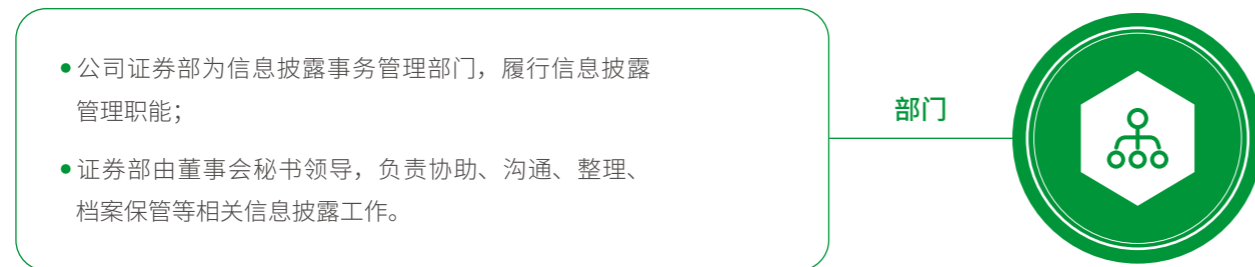 公司证券部为信息披露事务管理部门，履行信息披露
管理职能；
证券部由董事会秘书领导，负责协助、沟通、整理、
档案保管等相关信息披露工作。
部门